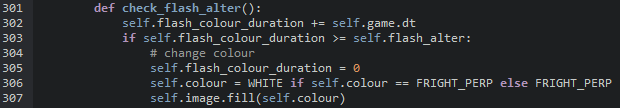 301 def check_flash_alter():
302 self.flash_colour_duration += self.game.dt
303 if self.flash_colour_duration >= self.flash_alter:
304 # change colour
305 self.flash_colour_duration = 0
306 self.colour = WHITE if self.colour == FRIGHT_PERP else FRIGHT_PERP
307 self.image.fill(self.colour)